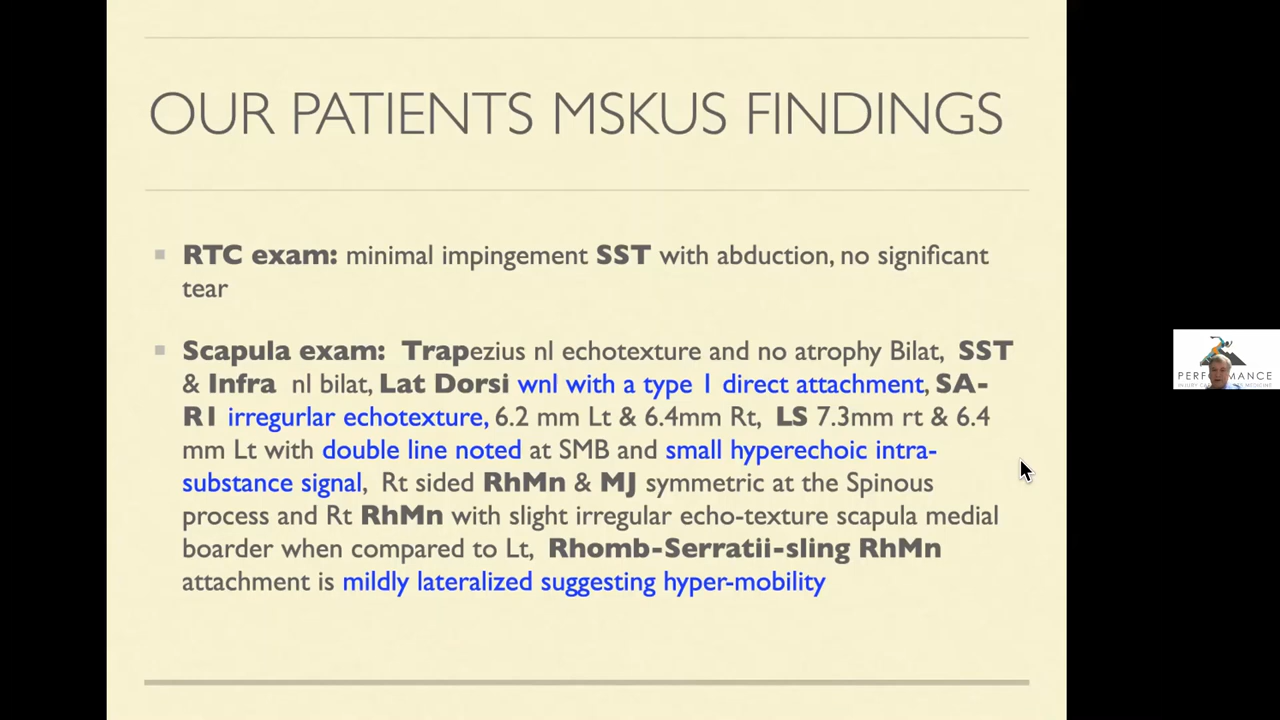 OUR PATIENTS MSKUS FINDINGS
RTC exam: minimal impingement SST with abduction, no significant
tear
Scapula exam: Trapezius nl echotexture and no atrophy Bilat, SST
& Infra nl bilat, Lat Dorsi wnl with a type 1 direct attachment, SA-
R1 irregurlar echotexture, 6.2 mm Lt & 6.4mm Rt, LS 7.3mm rt & 6.4
mm Lt with double line noted at SMB and small hyperechoic intra-
substance signal, Rt sided RhMn & MJ symmetric at the Spinous
process and Rt RhMn with slight irregular echo-texture scapula medial
boarder when compared to Lt, Rhomb-Serratii-sling RhMn
attachment is mildly lateralized suggesting hyper-mobility